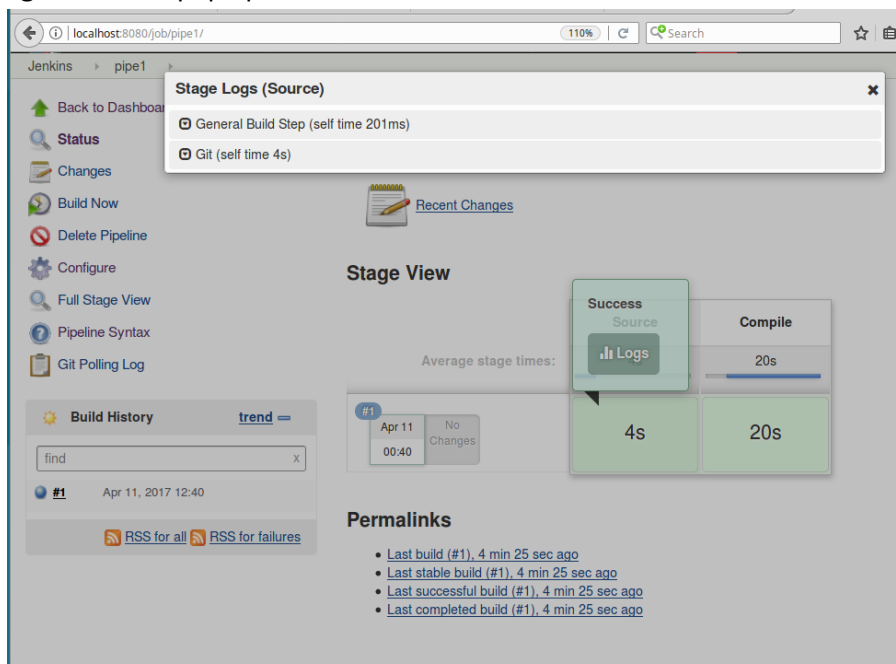 localhost:8080/job/pipe1/
110%
Search
Jenkins
pipe1
Stage Logs (Source)
General Build Step (self time 201ms)
Git (self time 4s)
Back to Dashboar
Status
Changes
Build Now
Delete Pipeline
Configure
Full Stage View
Pipeline Syntax
Git Polling Log
Build History
trend
find
x
#1
Apr 11, 2017 12:40
RSS for all
RSS for failures
Recent Changes
Stage View
Success
Source
Logs
Compile
Average stage times:
20s
#1
Apr 11
00:40
No
Changes
4s
20s
Permalinks
Last build (#1), 4 min 25 sec ago
Last stable build (#1), 4 min 25 sec ago
Last successful build (#1), 4 min 25 sec ago
Last completed build (#1), 4 min 25 sec ago